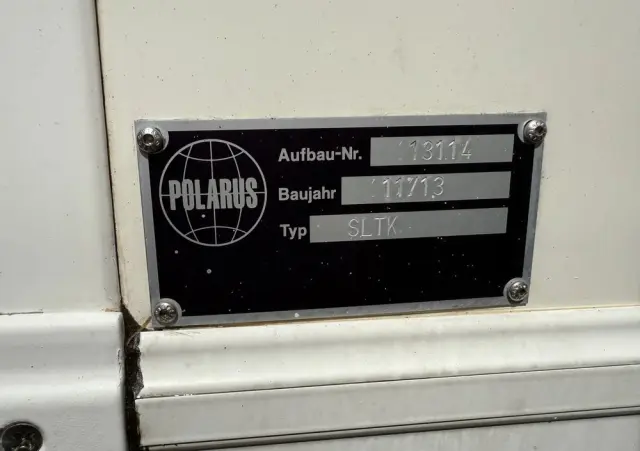 POLARUS
Aufbau-Nr. 13114
Baujahr 11/13
Typ SLTK